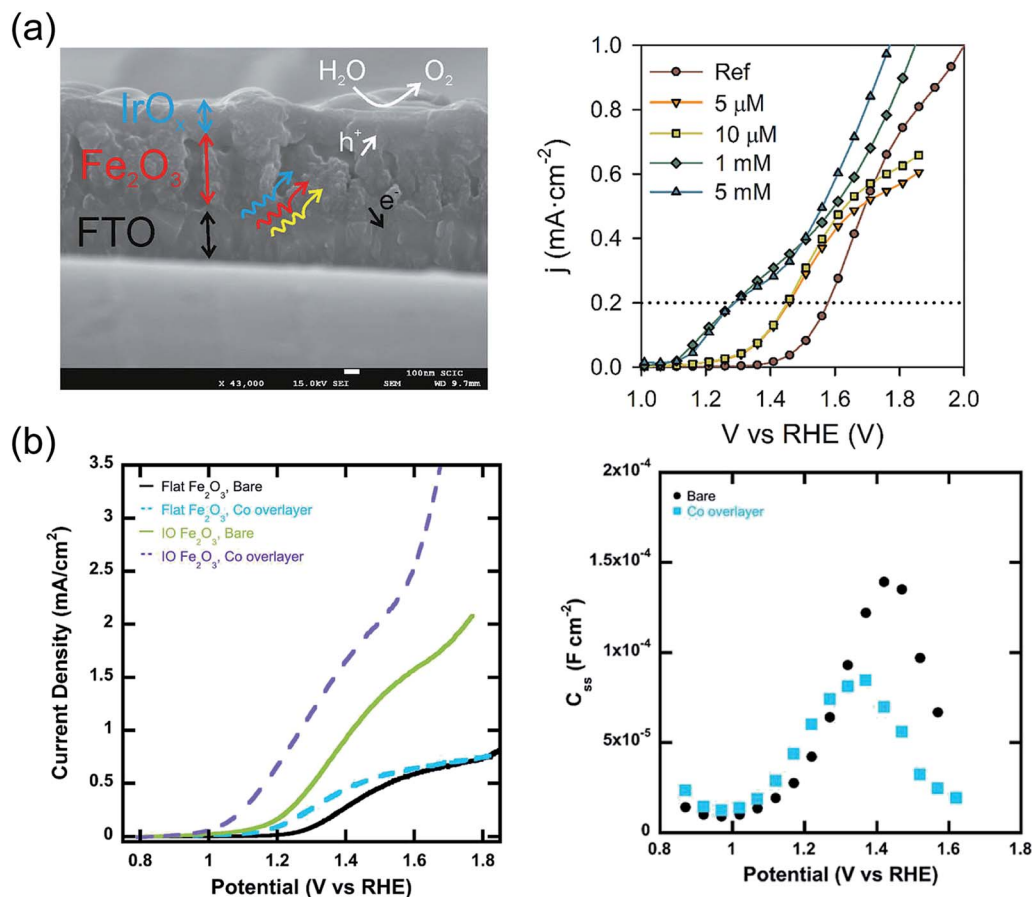 (a)
H₂O O₂
IrOₓ
h⁺
Fe₂O₃
e⁻
FTO
100nm SCIC
X 43,000 15.0kV SEI SEM WD 9.7mm
j (mA·cm⁻²)
1.0
0.8
0.6
0.4
0.2
0.0
Ref
5 μM
10 μM
1 mM
5 mM
1.0 1.2 1.4 1.6 1.8 2.0
V vs RHE (V)
(b)
Current Density (mA/cm²)
3.5
3
2.5
2
1.5
1
0.5
0
Flat Fe₂O₃, Bare
Flat Fe₂O₃, Co overlayer
IO Fe₂O₃, Bare
IO Fe₂O₃, Co overlayer
0.8 1 1.2 1.4 1.6 1.8
Potential (V vs RHE)
C_ss (F cm⁻²)
2x10⁻⁴
1.5x10⁻⁴
1x10⁻⁴
5x10⁻⁵
0x10⁰
Bare
Co overlayer
0.8 1 1.2 1.4 1.6 1.8
Potential (V vs RHE)